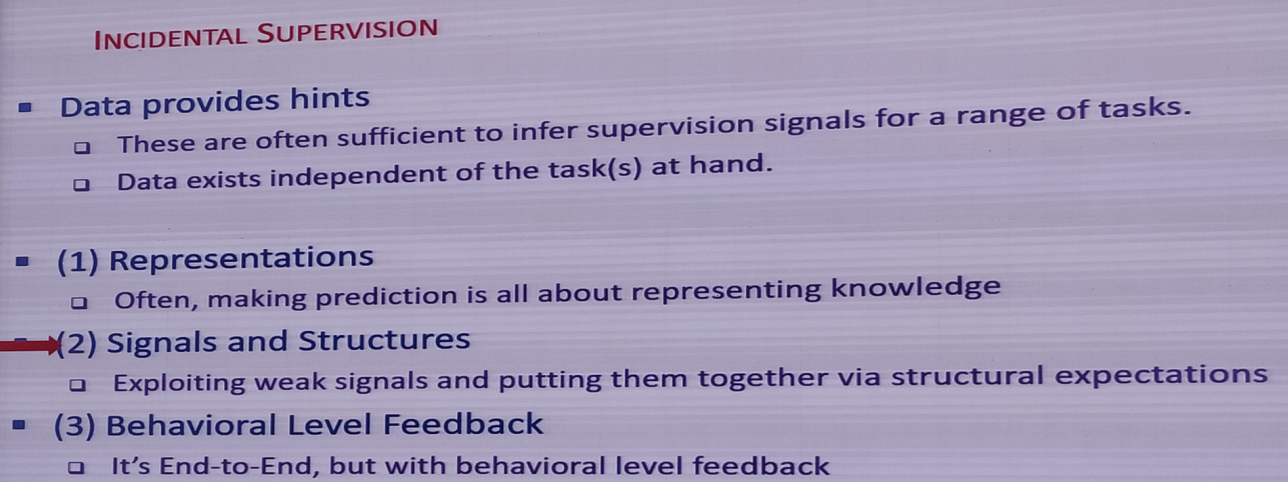 INCIDENTAL SUPERVISION
Data provides hints
These are often sufficient to infer supervision signals for a range of tasks.
Data exists independent of the task(s) at hand.
(1) Representations
Often, making prediction is all about representing knowledge
(2) Signals and Structures
Exploiting weak signals and putting them together via structural expectations
(3) Behavioral Level Feedback
It's End-to-End, but with behavioral level feedback